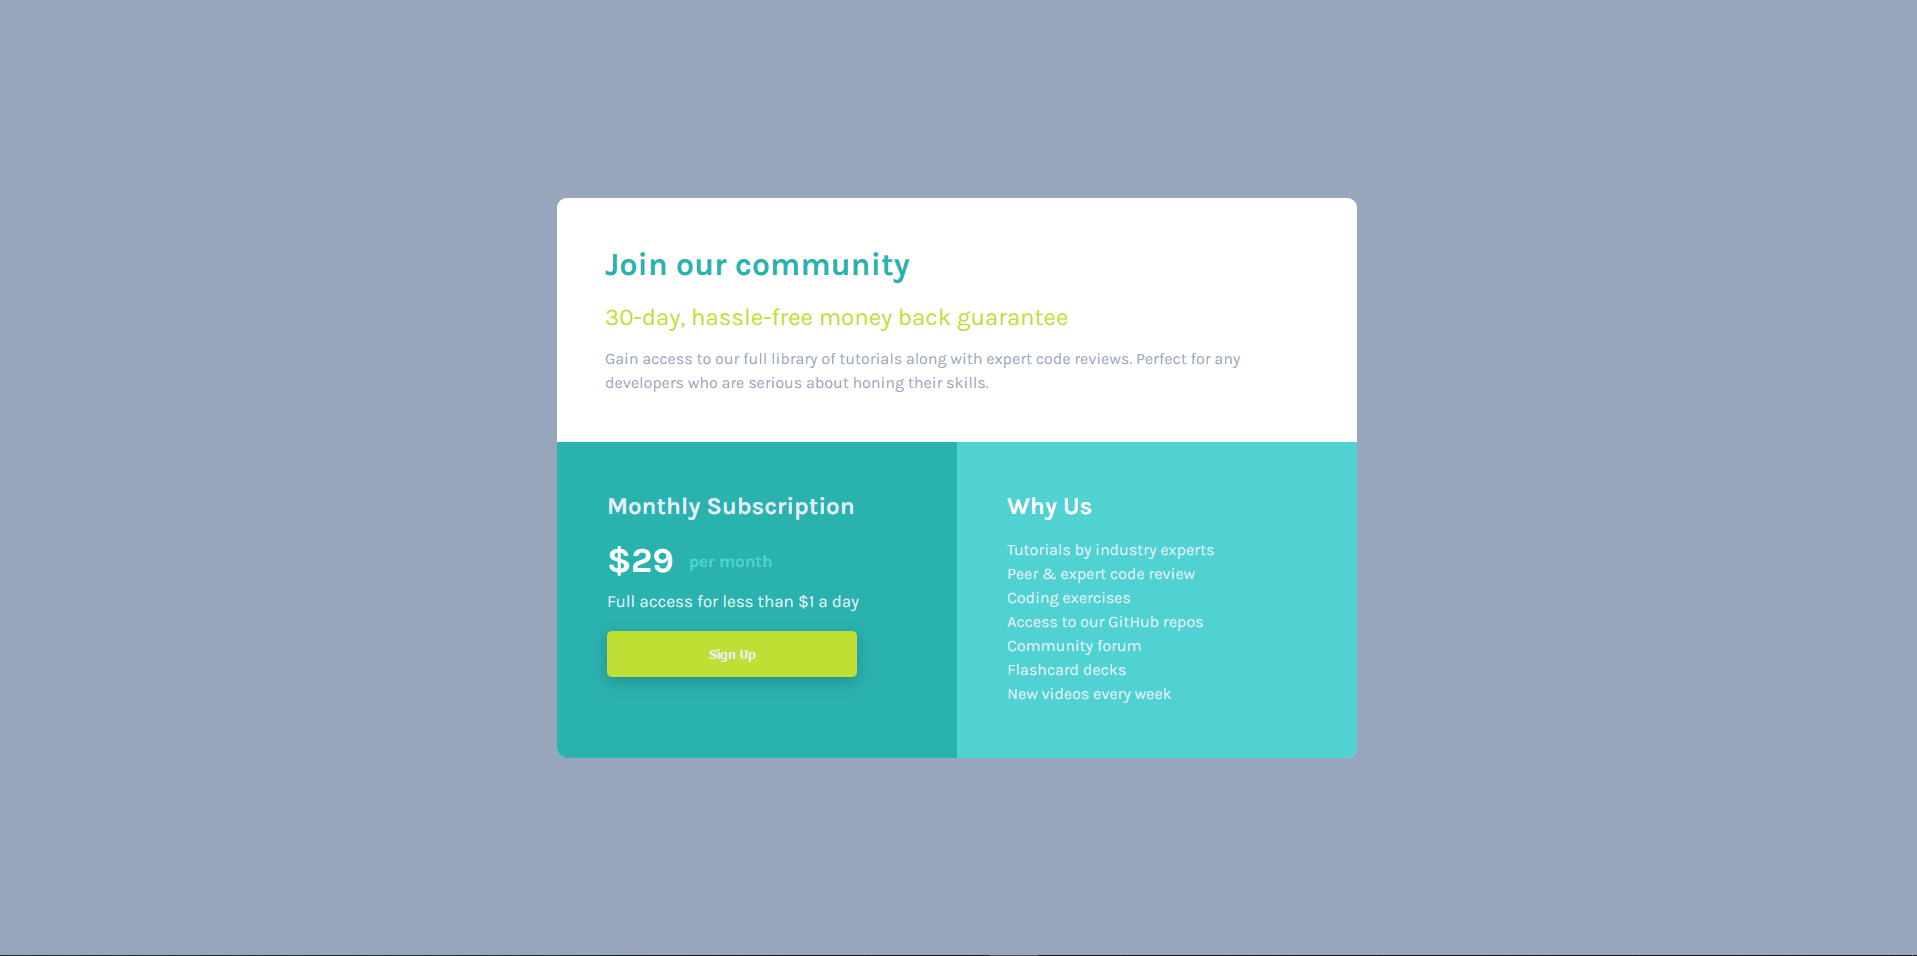 Join our community
30-day, hassle-free money back guarantee
Gain access to our full library of tutorials along with expert code reviews. Perfect for any
developers who are serious about honing their skills.
Monthly Subscription
$29 per month
Full access for less than $1 a day
Sign Up
Why Us
Tutorials by industry experts
Peer & expert code review
Coding exercises
Access to our GitHub repos
Community forum
Flashcard decks
New videos every week